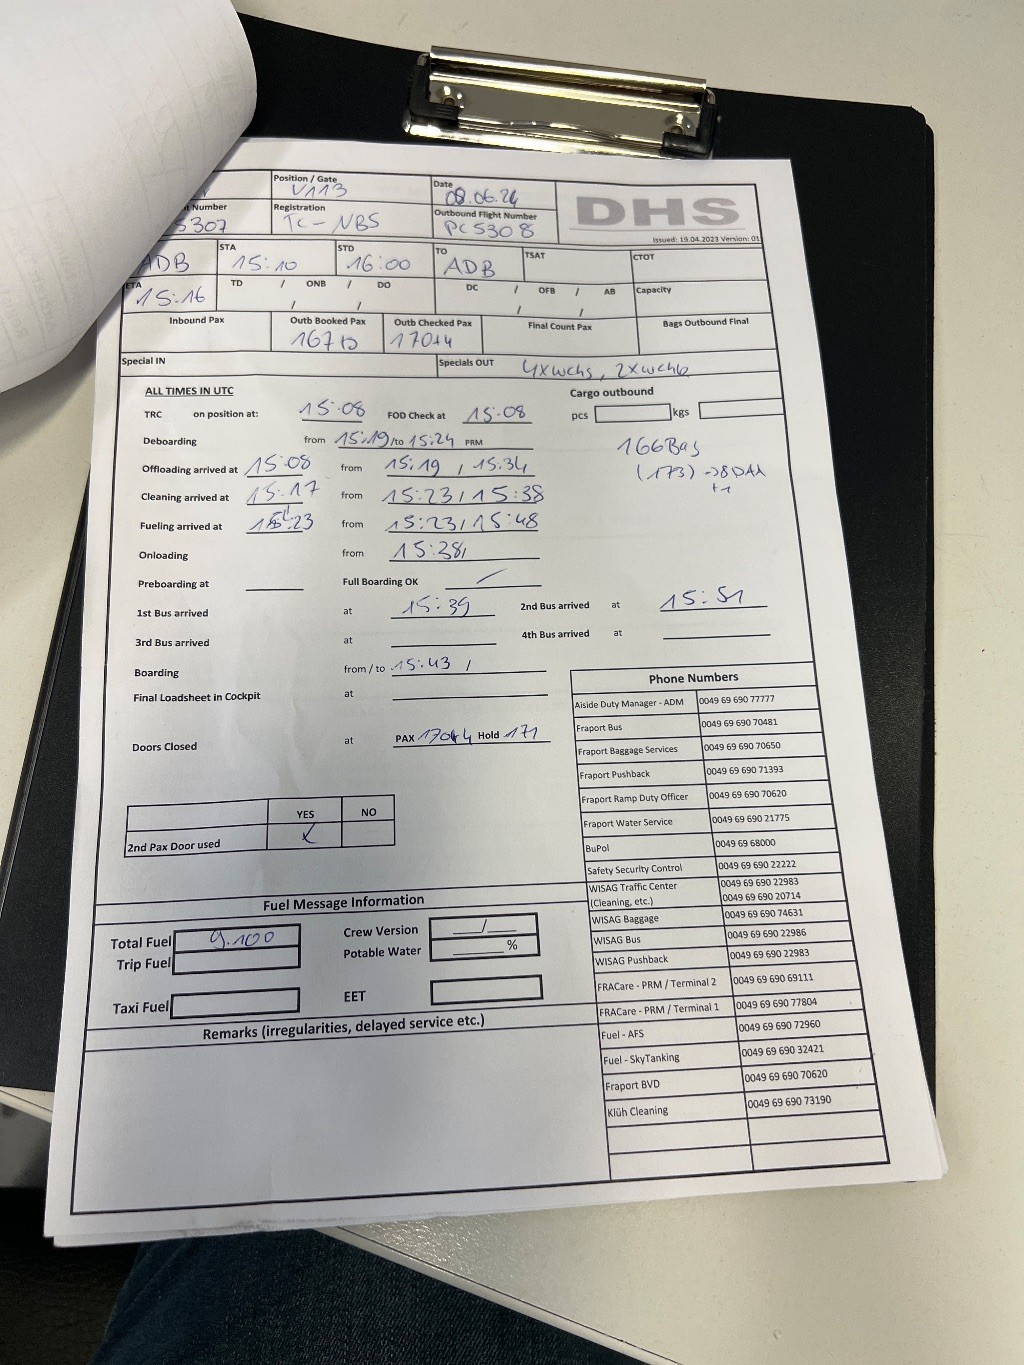 Position / Gate
V113
Date
08.06.24
DHS
Issued: 19.04.2023 Version: 01
Number
5307
Registration
TC-NBS
Outbound Flight Number
PC5308
ADB
STA
15:10
STD
16:00
TO
ADB
TSAT
CTOT
ETA
15:16
TD / ONB / DO
/ /
DC / OFB / AB
/ /
Capacity
Inbound Pax
Outb Booked Pax
167
Outb Checked Pax
170+4
Final Count Pax
Bags Outbound Final
Special IN
Specials OUT 4xwchs, 2xwchb
ALL TIMES IN UTC
Cargo outbound
TRC on position at: 15:08 FOD Check at 15:08
pcs kgs
Deboarding from 15:19 /to 15:24 PRM
166 Bags
Offloading arrived at 15:08 from 15:19 / 15:34
(173)
+1
Cleaning arrived at 15:17 from 15:23 / 15:38
Fueling arrived at 15:23 from 15:23 / 15:48
Onloading from 15:38 /
Preboarding at Full Boarding OK
1st Bus arrived at 15:39 2nd Bus arrived at 15:51
3rd Bus arrived at 4th Bus arrived at
Boarding from / to 15:43 /
Final Loadsheet in Cockpit at
Doors Closed at PAX 170+4 Hold 171
YES NO
2nd Pax Door used X
Phone Numbers
Aiside Duty Manager - ADM 0049 69 690 77777
Fraport Bus 0049 69 690 70481
Fraport Baggage Services 0049 69 690 70650
Fraport Pushback 0049 69 690 71393
Fraport Ramp Duty Officer 0049 69 690 70620
Fraport Water Service 0049 69 690 21775
BuPol 0049 69 68000
Safety Security Control 0049 69 690 22222
WISAG Traffic Center 0049 69 690 22983
(Cleaning, etc.) 0049 69 690 20714
WISAG Baggage 0049 69 690 74631
WISAG Bus 0049 69 690 22986
WISAG Pushback 0049 69 690 22983
FRACare - PRM / Terminal 2 0049 69 690 69111
FRACare - PRM / Terminal 1 0049 69 690 77804
Fuel - AFS 0049 69 690 72960
Fuel - SkyTanking 0049 69 690 32421
Fraport BVD 0049 69 690 70620
Klüh Cleaning 0049 69 690 73190
Fuel Message Information
Total Fuel 9.100
Crew Version /
Trip Fuel
Potable Water %
Taxi Fuel
EET
Remarks (irregularities, delayed service etc.)